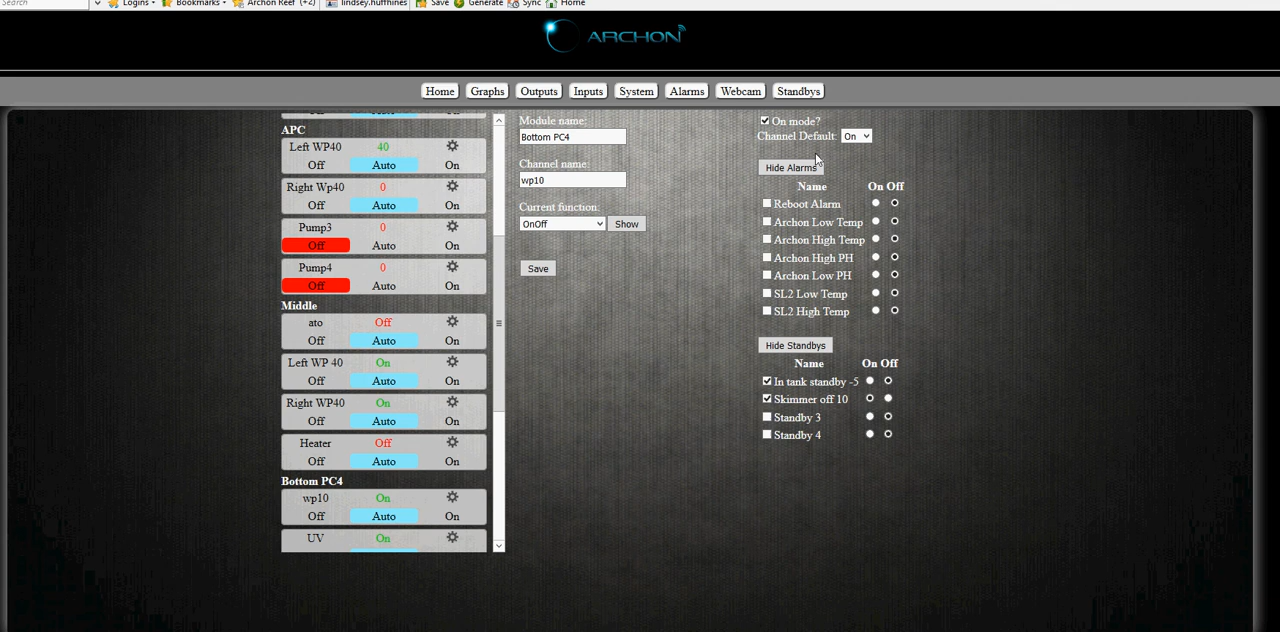 Search Logins Bookmarks Archon Reef (+2) lindsey.huffhines Save Generate Sync Home
ARCHON
Home Graphs Outputs Inputs System Alarms Webcam Standbys
APC
Left WP40 40
Off Auto On
Right Wp40 0
Off Auto On
Pump3 0
Off Auto On
Pump4 0
Off Auto On
Middle
ato Off
Off Auto On
Left WP 40 On
Off Auto On
Right WP40 On
Off Auto On
Heater Off
Off Auto On
Bottom PC4
wp10 On
Off Auto On
UV On
Module name:
Bottom PC4
Channel name:
wp10
Current function:
OnOff Show
Save
On mode?
Channel Default: On
Hide Alarms
Name On Off
Reboot Alarm
Archon Low Temp
Archon High Temp
Archon High PH
Archon Low PH
SL2 Low Temp
SL2 High Temp
Hide Standbys
Name On Off
In tank standby -5
Skimmer off 10
Standby 3
Standby 4